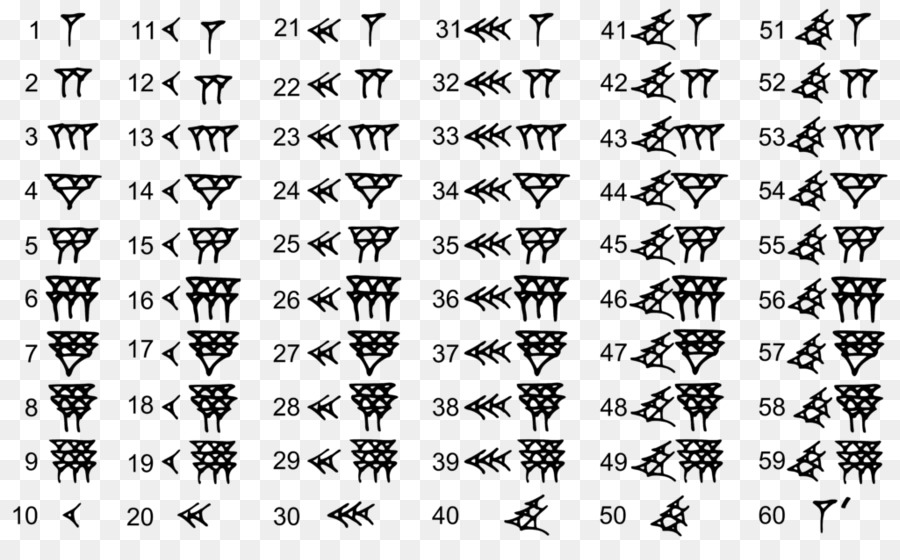 1 𒐕 11 𒌋 𒐕 21 𒎙 𒐕 31 𒌍 𒐕 41 𒐏 𒐕 51 𒐐 𒐕
2 𒐖 12 𒌋 𒐖 22 𒎙 𒐖 32 𒌍 𒐖 42 𒐏 𒐖 52 𒐐 𒐖
3 𒐗 13 𒌋 𒐗 23 𒎙 𒐗 33 𒌍 𒐗 43 𒐏 𒐗 53 𒐐 𒐗
4 𒐘 14 𒌋 𒐘 24 𒎙 𒐘 34 𒌍 𒐘 44 𒐏 𒐘 54 𒐐 𒐘
5 𒐙 15 𒌋 𒐙 25 𒎙 𒐙 35 𒌍 𒐙 45 𒐏 𒐙 55 𒐐 𒐙
6 𒐚 16 𒌋 𒐚 26 𒎙 𒐚 36 𒌍 𒐚 46 𒐏 𒐚 56 𒐐 𒐚
7 𒐛 17 𒌋 𒐛 27 𒎙 𒐛 37 𒌍 𒐛 47 𒐏 𒐛 57 𒐐 𒐛
8 𒐜 18 𒌋 𒐜 28 𒎙 𒐜 38 𒌍 𒐜 48 𒐏 𒐜 58 𒐐 𒐜
9 𒐝 19 𒌋 𒐝 29 𒎙 𒐝 39 𒌍 𒐝 49 𒐏 𒐝 59 𒐐 𒐝
10 𒌋 20 𒎙 30 𒌍 40 𒐏 50 𒐐 60 𒐕′